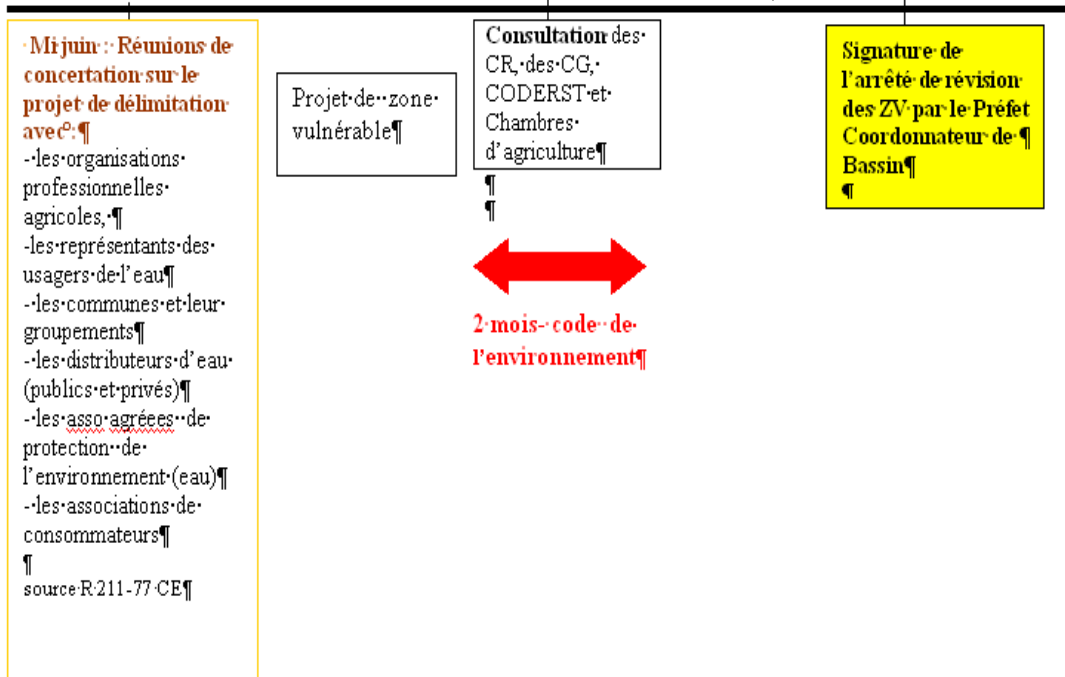 Mi juin : Réunions de
concertation sur le
projet de délimitation
avec°:¶
- les organisations
professionnelles
agricoles, ¶
-les représentants des
usagers de l'eau¶
- les communes et leur
groupements¶
- les distributeurs d'eau
(publics et privés)¶
- les asso agréees de
protection de
l'environnement (eau)¶
- les associations de
consommateurs¶
¶
source R 211-77 CE¶
Projet de zone
vulnérable¶
Consultation des
CR, des CG,
CODERST et
Chambres
d'agriculture¶
¶
¶
2 mois- code de
l'environnement¶
Signature de
l'arrêté de révision
des ZV par le Préfet
Coordonnateur de ¶
Bassin¶
¶